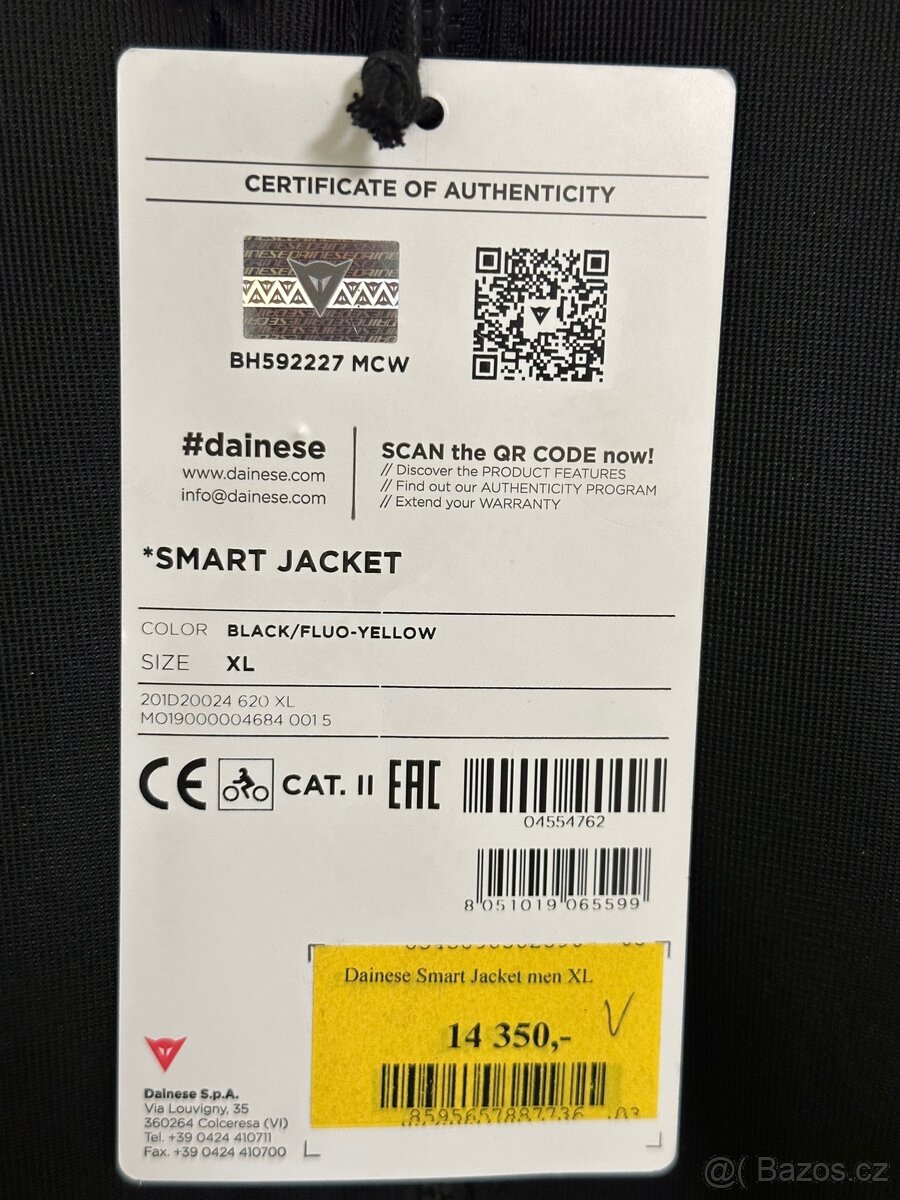 CERTIFICATE OF AUTHENTICITY
BH592227 MCW
#dainese
www.dainese.com
info@dainese.com
SCAN the QR CODE now!
// Discover the PRODUCT FEATURES
// Find out our AUTHENTICITY PROGRAM
// Extend your WARRANTY
*SMART JACKET
COLOR BLACK/FLUO-YELLOW
SIZE XL
201D20024 620 XL
MO19000004684 001 5
CE CAT. II EAC
04554762
8 051019 065599
Dainese Smart Jacket men XL
14 350,- V
8595657887736 03
Dainese S.p.A.
Via Louvigny, 35
360264 Colceresa (VI)
Tel. +39 0424 410711
Fax. +39 0424 410700
@( Bazos.cz